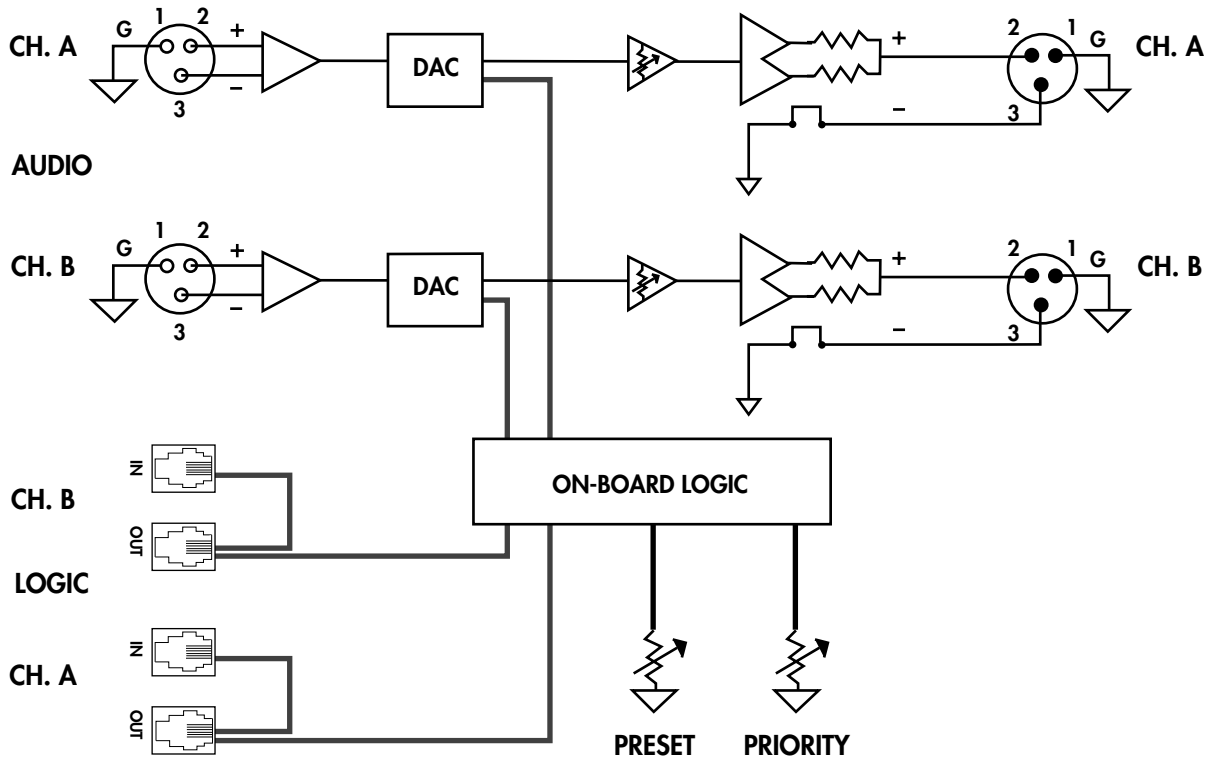 1 2
G +
CH. A
DAC
−
3
+
2 1 G
CH. A
−
3
AUDIO
1 2
G +
CH. B
DAC
−
3
+
2 1 G
CH. B
−
3
IN
CH. B
OUT
ON-BOARD LOGIC
LOGIC
IN
CH. A
OUT
PRESET
PRIORITY